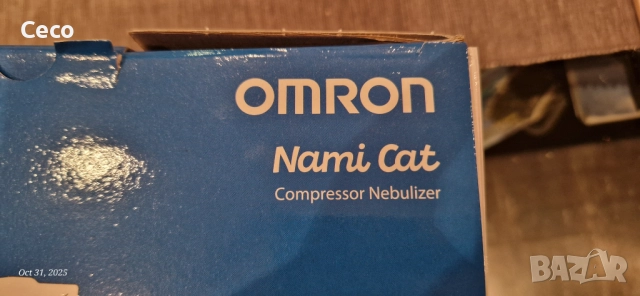 Ceco
OMRON
Nami Cat
Compressor Nebulizer
Oct 31, 2025
BAZAR